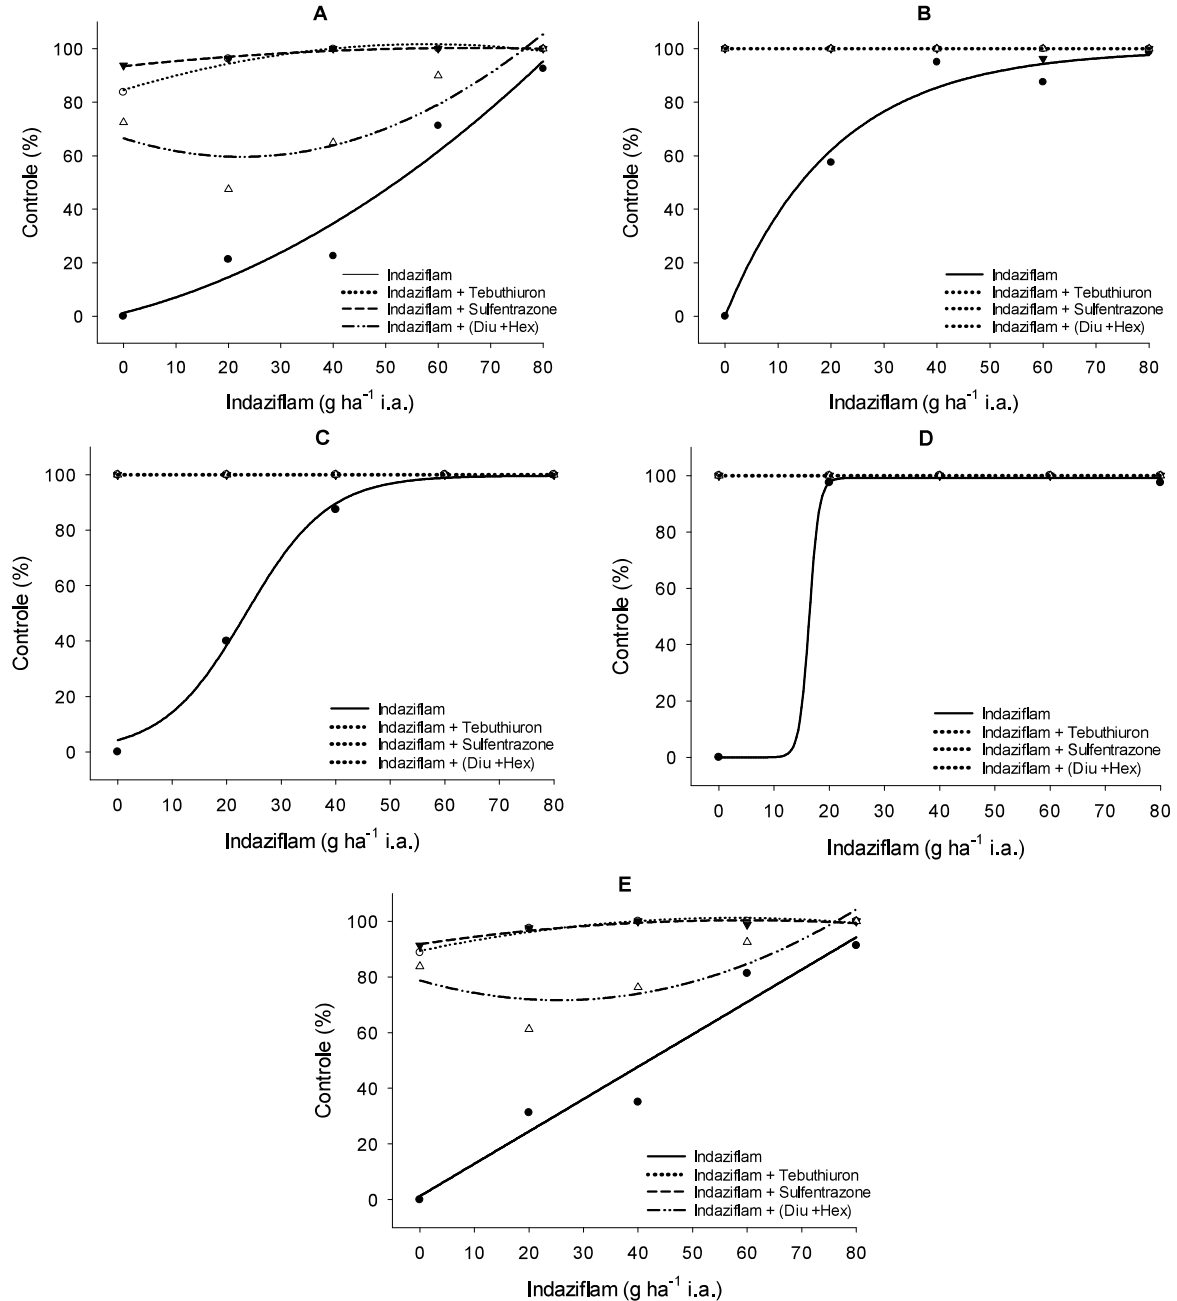 A
Controle (%)
100
80
60
40
20
0
Indaziflam
Indaziflam + Tebuthiuron
Indaziflam + Sulfentrazone
Indaziflam + (Diu +Hex)
0 10 20 30 40 50 60 70 80
Indaziflam (g ha⁻¹ i.a.)
B
Controle (%)
100
80
60
40
20
0
Indaziflam
Indaziflam + Tebuthiuron
Indaziflam + Sulfentrazone
Indaziflam + (Diu +Hex)
0 10 20 30 40 50 60 70 80
Indaziflam (g ha⁻¹ i.a.)
C
Controle (%)
100
80
60
40
20
0
Indaziflam
Indaziflam + Tebuthiuron
Indaziflam + Sulfentrazone
Indaziflam + (Diu +Hex)
0 10 20 30 40 50 60 70 80
Indaziflam (g ha⁻¹ i.a.)
D
Controle (%)
100
80
60
40
20
0
Indaziflam
Indaziflam + Tebuthiuron
Indaziflam + Sulfentrazone
Indaziflam + (Diu +Hex)
0 10 20 30 40 50 60 70 80
Indaziflam (g ha⁻¹ i.a.)
E
Controle (%)
100
80
60
40
20
0
Indaziflam
Indaziflam + Tebuthiuron
Indaziflam + Sulfentrazone
Indaziflam + (Diu +Hex)
0 10 20 30 40 50 60 70 80
Indaziflam (g ha⁻¹ i.a.)